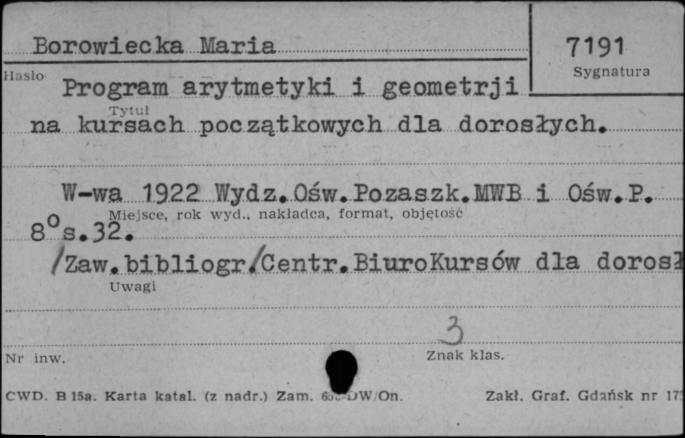 Borowiecka Maria
7191
Hasło
Sygnatura
Program arytmetyki i geometrji
Tytuł
na kursach początkowych dla dorosłych.
W-wa 1922 Wydz.Ośw.Pozaszk.MWB i Ośw.P.
Miejsce, rok wyd., nakładca, format, objętość
8° s.32.
/Zaw.bibliogr./Centr.BiuroKursów dla dorosł
Uwagi
3
Nr inw.
Znak klas.
CWD. B 15a. Karta katal. (z nadr.) Zam. DW/On.
Zakł. Graf. Gdańsk nr